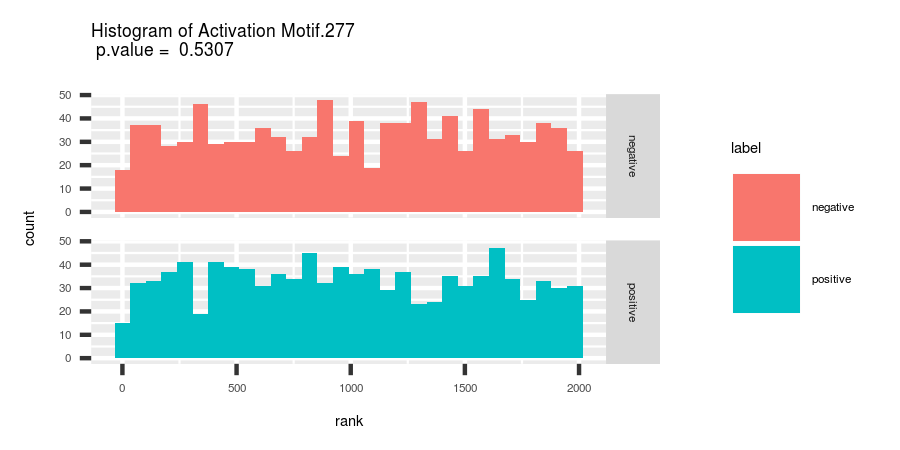 Histogram of Activation Motif.277
p.value = 0.5307
count
50
40
30
20
10
0
negative
50
40
30
20
10
0
positive
0
500
1000
1500
2000
rank
label
negative
positive